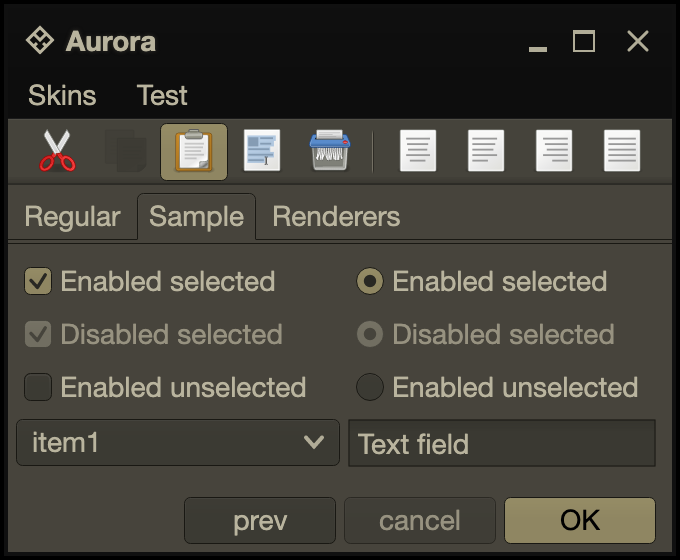 Aurora
Skins Test
Regular Sample Renderers
Enabled selected Enabled selected
Disabled selected Disabled selected
Enabled unselected Enabled unselected
item1 Text field
prev cancel OK